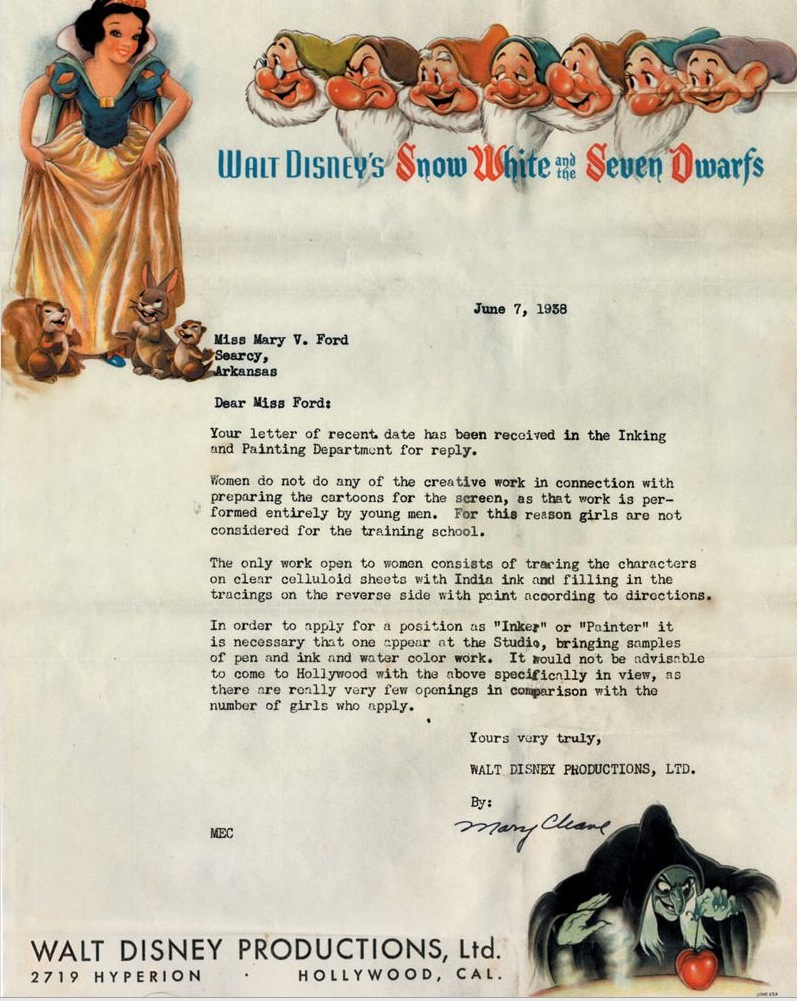 WALT DISNEY'S Snow White and the Seven Dwarfs
June 7, 1938
Miss Mary V. Ford
Searcy,
Arkansas
Dear Miss Ford:
Your letter of recent date has been received in the Inking
and Painting Department for reply.
Women do not do any of the creative work in connection with
preparing the cartoons for the screen, as that work is per-
formed entirely by young men. For this reason girls are not
considered for the training school.
The only work open to women consists of tracing the characters
on clear celluloid sheets with India ink and filling in the
tracings on the reverse side with paint according to directions.
In order to apply for a position as "Inker" or "Painter" it
is necessary that one appear at the Studio, bringing samples
of pen and ink and water color work. It would not be advisable
to come to Hollywood with the above specifically in view, as
there are really very few openings in comparison with the
number of girls who apply.
Yours very truly,
WALT DISNEY PRODUCTIONS, LTD.
By:
Mary Cleave
MEC
WALT DISNEY PRODUCTIONS, Ltd.
2719 HYPERION · HOLLYWOOD, CAL.